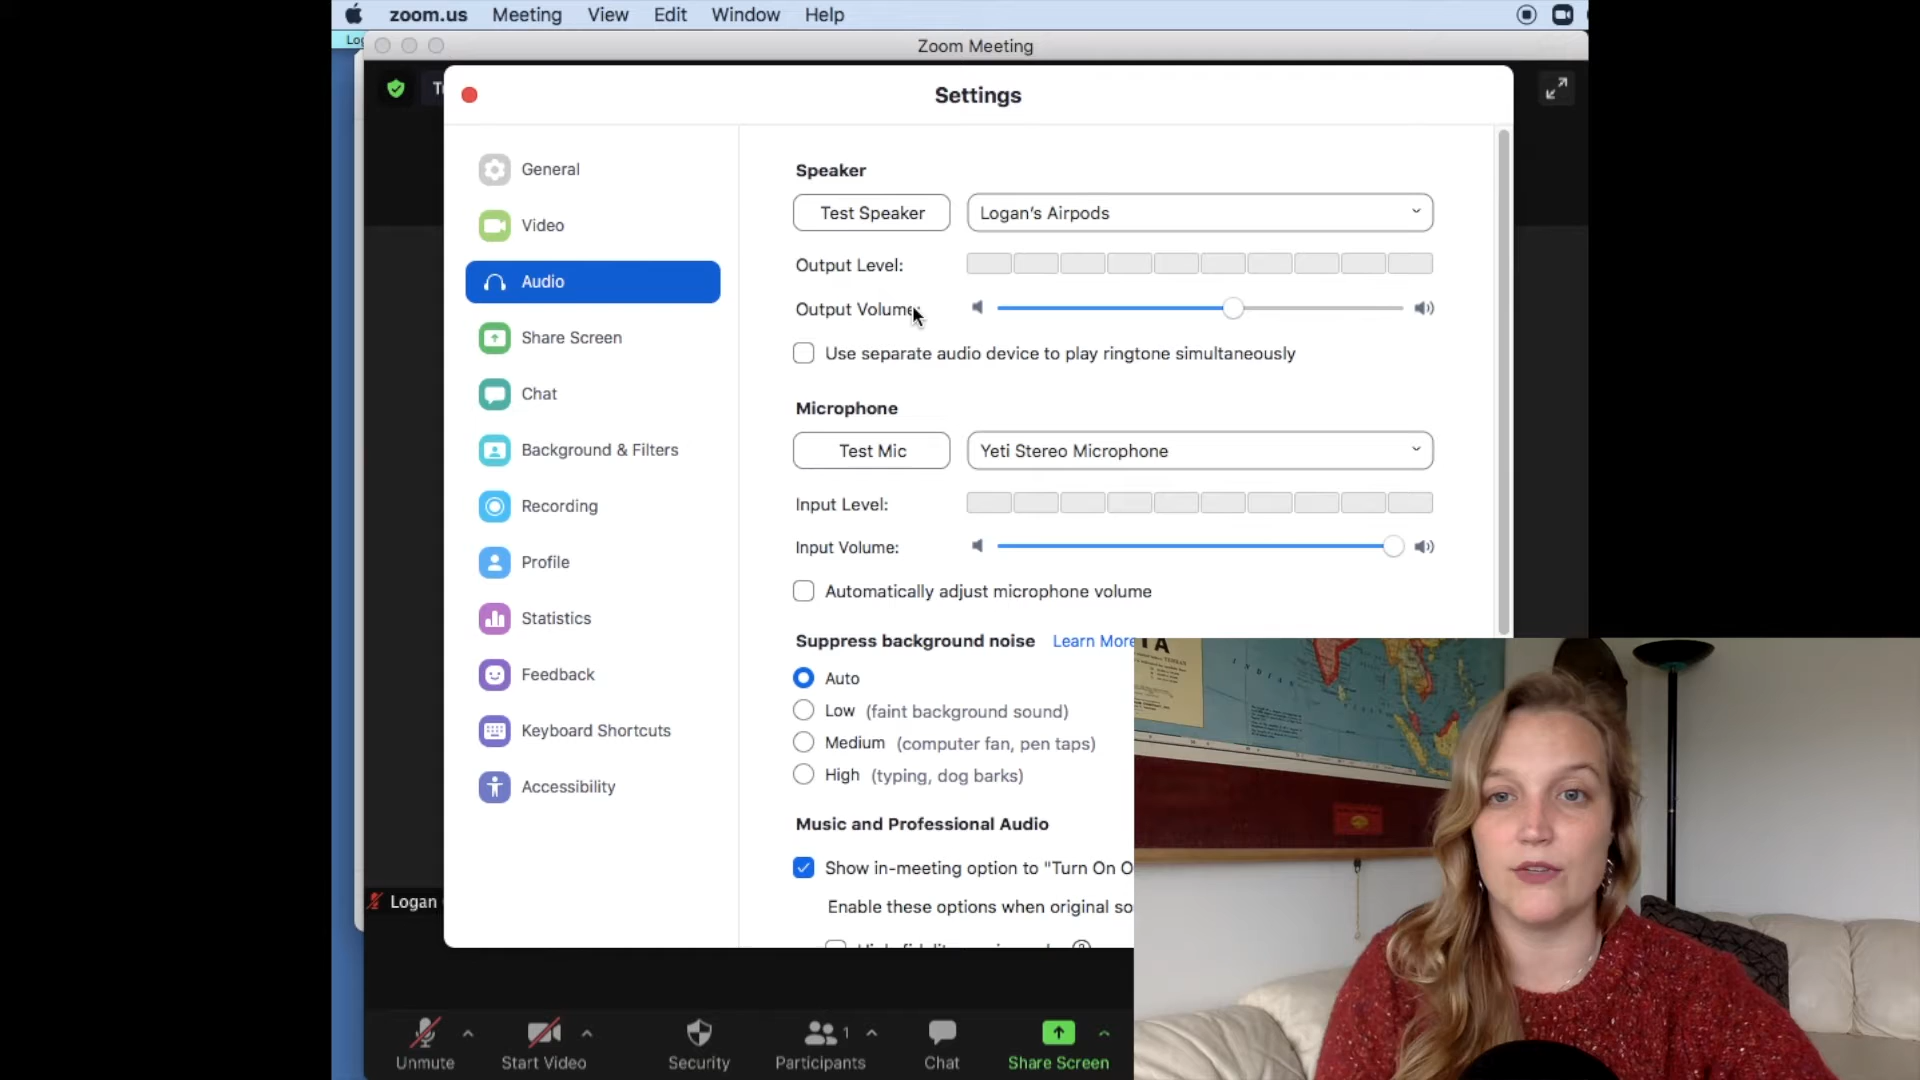 zoom.us Meeting View Edit Window Help
Zoom Meeting
Settings
General
Video
Audio
Share Screen
Chat
Background & Filters
Recording
Profile
Statistics
Feedback
Keyboard Shortcuts
Accessibility
Speaker
Test Speaker Logan's Airpods
Output Level:
Output Volume:
Use separate audio device to play ringtone simultaneously
Microphone
Test Mic Yeti Stereo Microphone
Input Level:
Input Volume:
Automatically adjust microphone volume
Suppress background noise Learn More
Auto
Low (faint background sound)
Medium (computer fan, pen taps)
High (typing, dog barks)
Music and Professional Audio
Show in-meeting option to "Turn On O
Enable these options when original so
Logan
Unmute Start Video Security Participants 1 Chat Share Screen
TA
INDIAN